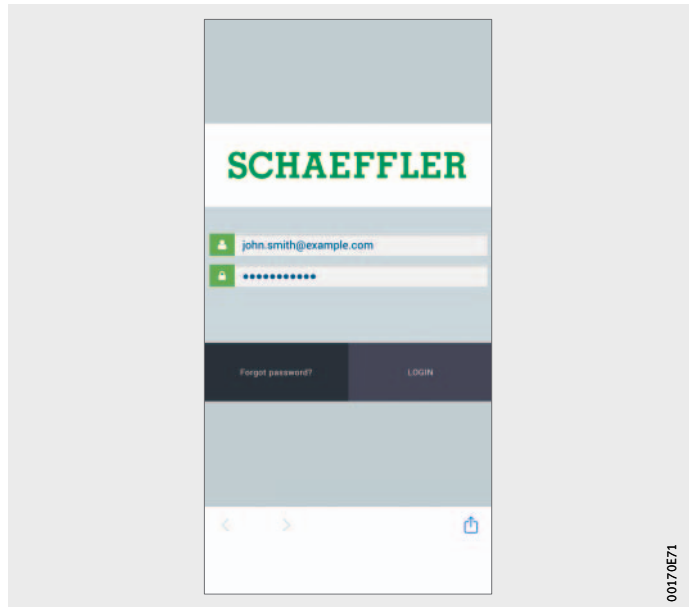 SCHAEFFLER
john.smith@example.com
•••••••••••
Forgot password?
LOGIN
00170E71